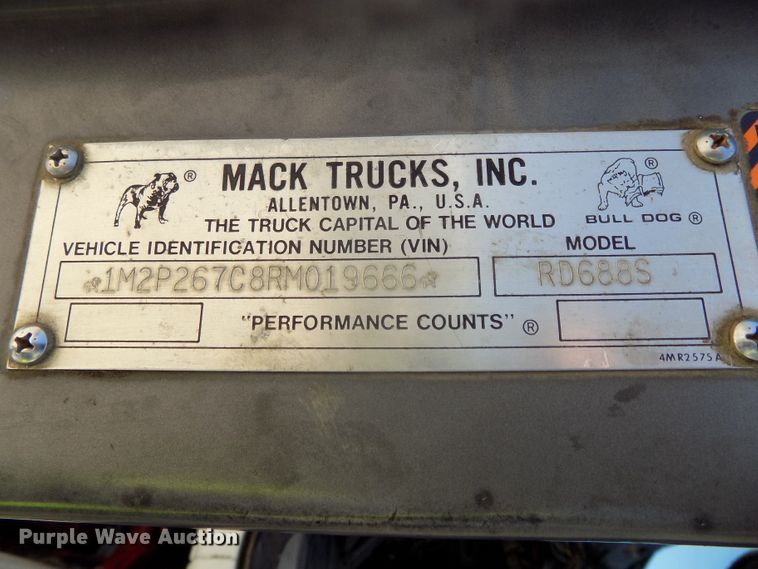 ® MACK TRUCKS, INC. ®
ALLENTOWN, PA., U.S.A.
THE TRUCK CAPITAL OF THE WORLD BULL DOG ®
VEHICLE IDENTIFICATION NUMBER (VIN) MODEL
*1M2P267C8RM019666* RD688S
"PERFORMANCE COUNTS" ®
4MR2575A
Purple Wave Auction